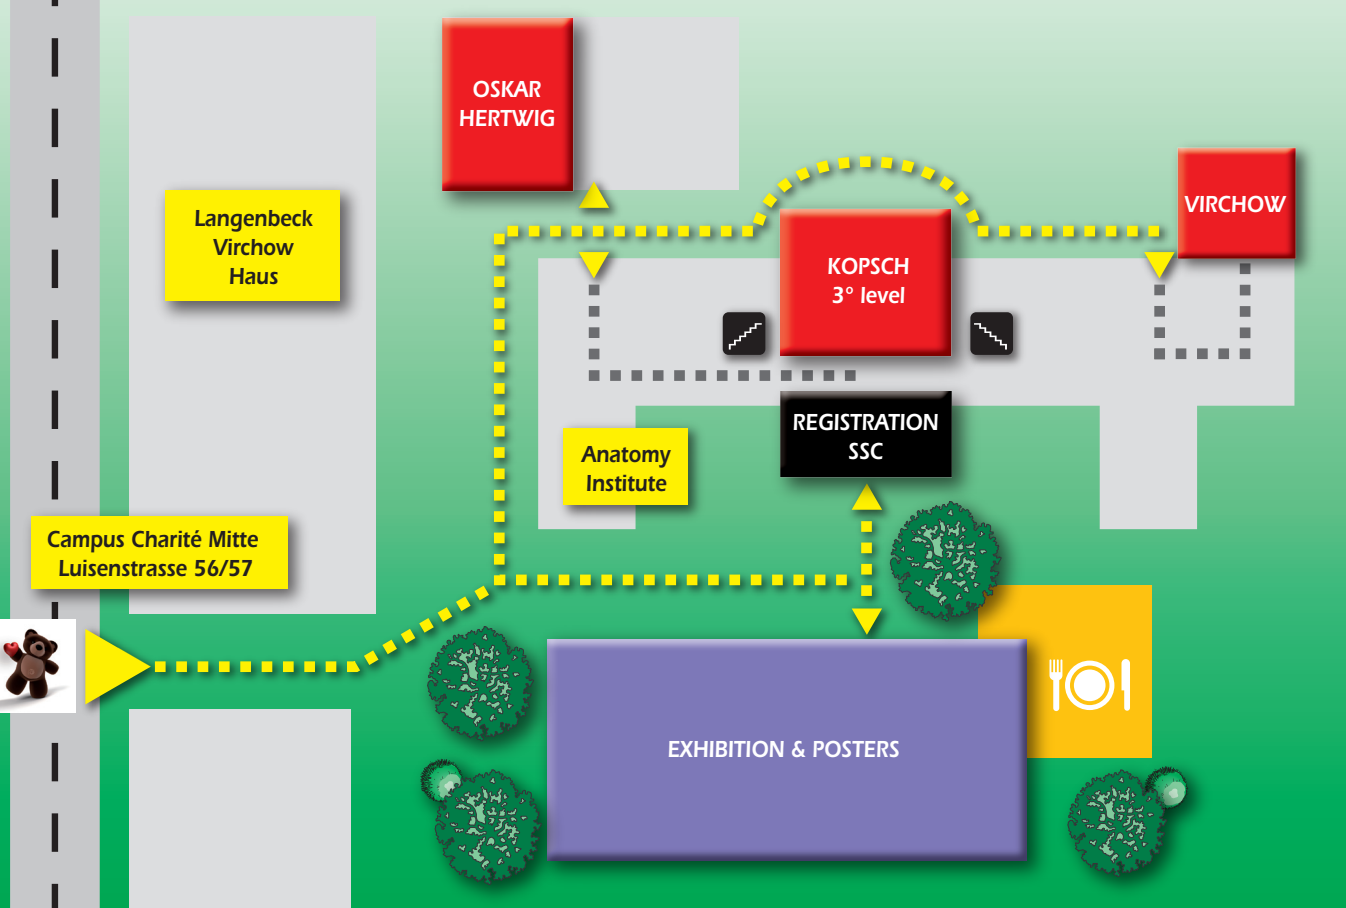 OSKAR
HERTWIG
Langenbeck
Virchow
Haus
VIRCHOW
KOPSCH
3° level
REGISTRATION
SSC
Anatomy
Institute
Campus Charité Mitte
Luisenstrasse 56/57
EXHIBITION & POSTERS